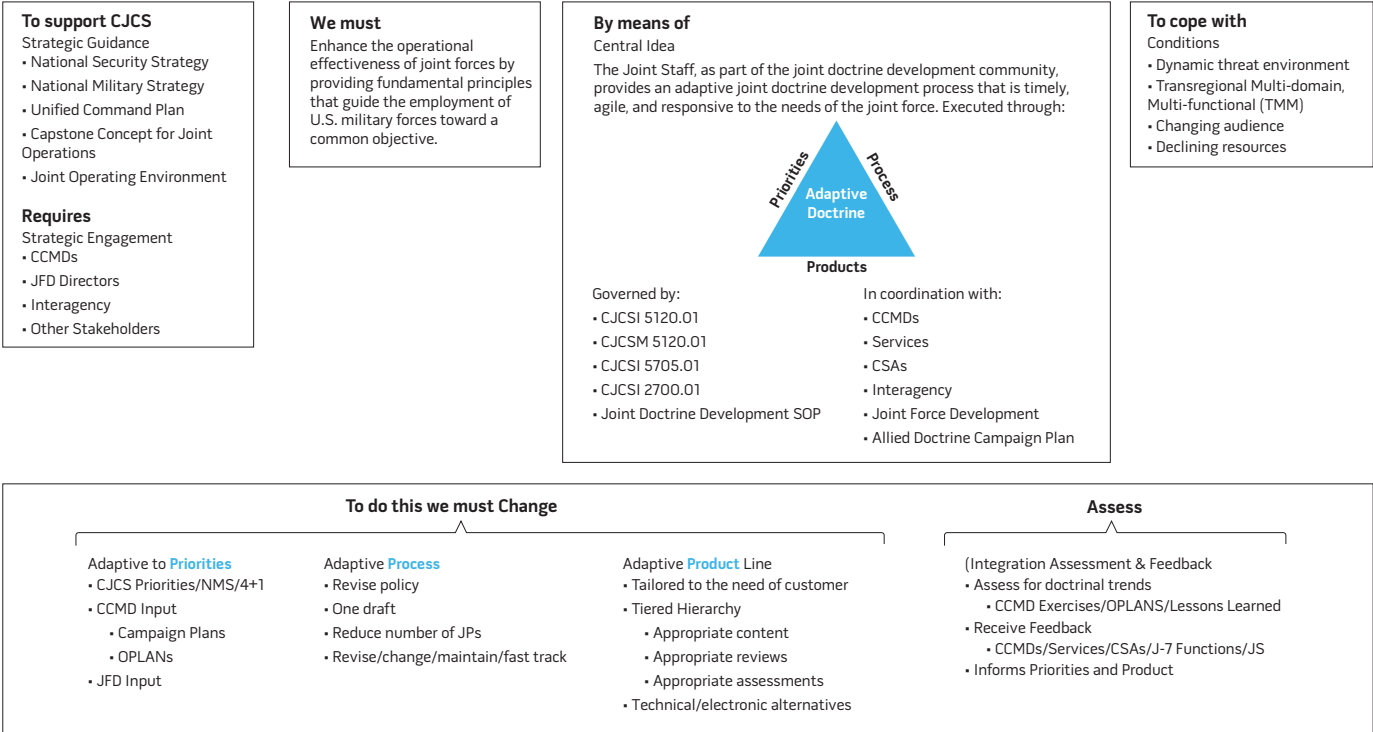 To support CJCS
Strategic Guidance
▪ National Security Strategy
▪ National Military Strategy
▪ Unified Command Plan
▪ Capstone Concept for Joint
Operations
▪ Joint Operating Environment
Requires
Strategic Engagement
▪ CCMDs
▪ JFD Directors
▪ Interagency
▪ Other Stakeholders
We must
Enhance the operational
effectiveness of joint forces by
providing fundamental principles
that guide the employment of
U.S. military forces toward a
common objective.
By means of
Central Idea
The Joint Staff, as part of the joint doctrine development community,
provides an adaptive joint doctrine development process that is timely,
agile, and responsive to the needs of the joint force. Executed through:
Priorities
Process
Adaptive
Doctrine
Products
Governed by:
▪ CJCSI 5120.01
▪ CJCSM 5120.01
▪ CJCSI 5705.01
▪ CJCSI 2700.01
▪ Joint Doctrine Development SOP
In coordination with:
▪ CCMDs
▪ Services
▪ CSAs
▪ Interagency
▪ Joint Force Development
▪ Allied Doctrine Campaign Plan
To cope with
Conditions
▪ Dynamic threat environment
▪ Transregional Multi-domain,
Multi-functional (TMM)
▪ Changing audience
▪ Declining resources
To do this we must Change
Adaptive to Priorities
▪ CJCS Priorities/NMS/4+1
▪ CCMD Input
▪ Campaign Plans
▪ OPLANs
▪ JFD Input
Adaptive Process
▪ Revise policy
▪ One draft
▪ Reduce number of JPs
▪ Revise/change/maintain/fast track
Adaptive Product Line
▪ Tailored to the need of customer
▪ Tiered Hierarchy
▪ Appropriate content
▪ Appropriate reviews
▪ Appropriate assessments
▪ Technical/electronic alternatives
Assess
(Integration Assessment & Feedback
▪ Assess for doctrinal trends
▪ CCMD Exercises/OPLANS/Lessons Learned
▪ Receive Feedback
▪ CCMDs/Services/CSAs/J-7 Functions/JS
▪ Informs Priorities and Product